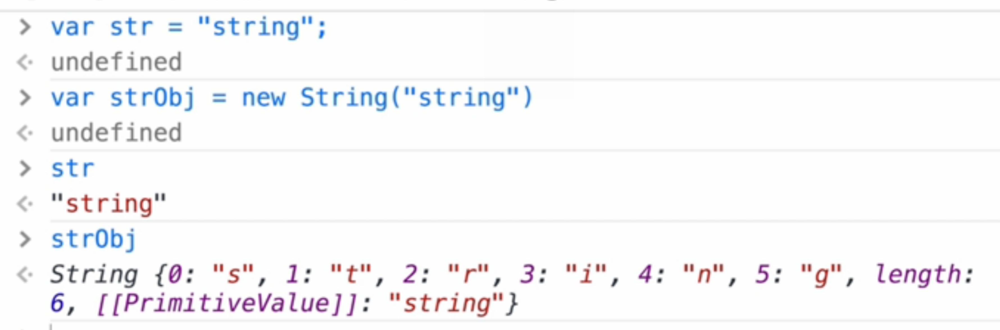 > var str = "string";
<· undefined
> var strObj = new String("string")
<· undefined
> str
<· "string"
> strObj
<· String {0: "s", 1: "t", 2: "r", 3: "i", 4: "n", 5: "g", length:
6, [[PrimitiveValue]]: "string"}